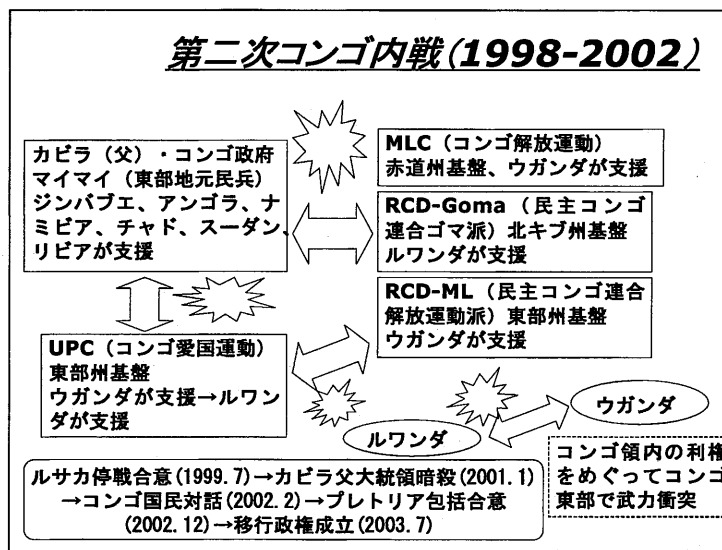 第二次コンゴ内戦(1998-2002)
カビラ（父）・コンゴ政府
マイマイ（東部地元民兵）
ジンバブエ、アンゴラ、ナ
ミビア、チャド、スーダン、
リビアが支援
MLC（コンゴ解放運動）
赤道州基盤、ウガンダが支援
RCD-Goma（民主コンゴ
連合ゴマ派）北キブ州基盤
ルワンダが支援
RCD-ML（民主コンゴ連合
解放運動派）東部州基盤
ウガンダが支援
UPC（コンゴ愛国運動）
東部州基盤
ウガンダが支援→ルワン
ダが支援
ルワンダ
ウガンダ
コンゴ領内の利権
をめぐってコンゴ
東部で武力衝突
ルサカ停戦合意(1999.7)→カビラ父大統領暗殺(2001.1)
→コンゴ国民対話(2002.2)→プレトリア包括合意
(2002.12)→移行政権成立(2003.7)